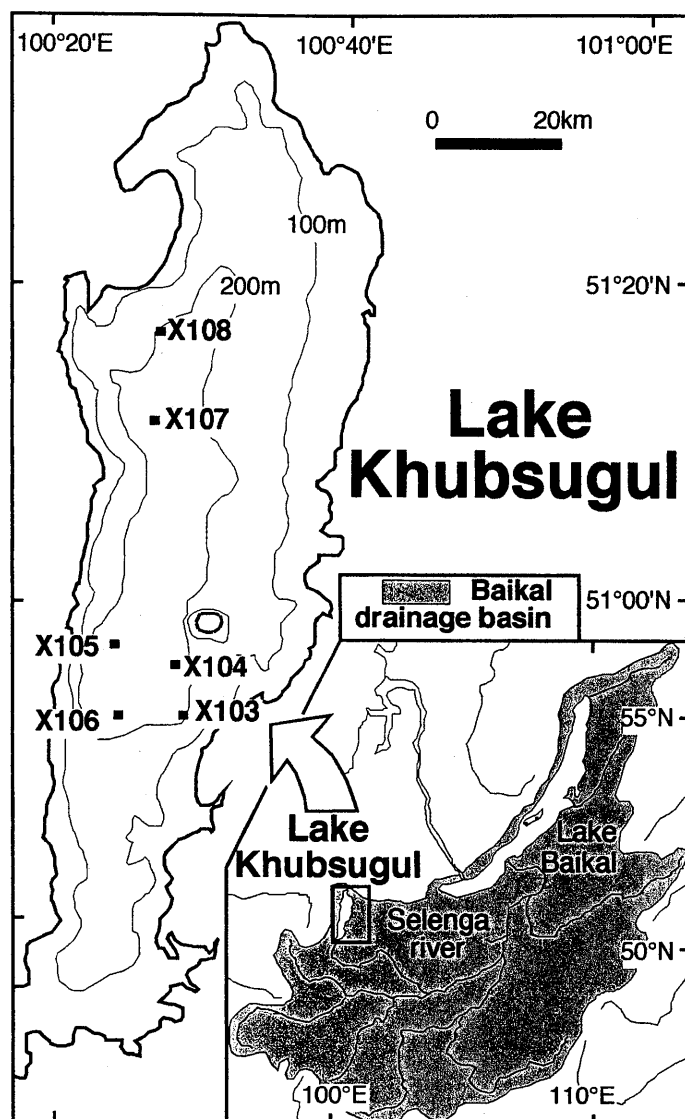 100°20'E 100°40'E 101°00'E
0 20km
100m
200m
51°20'N
X108
X107
Lake
Khubsugul
Baikal
drainage basin
51°00'N
X105
X104
X106
X103
55°N
Lake
Khubsugul
Lake
Baikal
Selenga
river
50°N
100°E 110°E